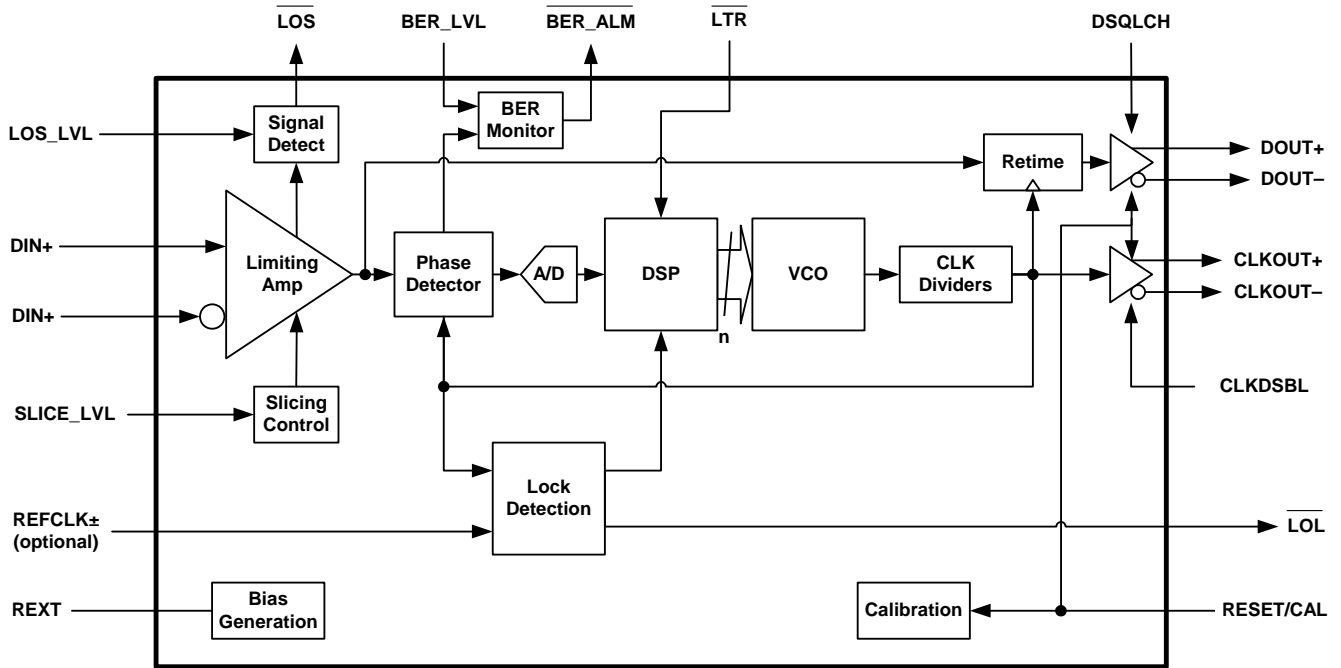 LOS
BER_LVL
BER_ALM
LTR
DSQLCH
LOS_LVL
Signal
Detect
BER
Monitor
Retime
DOUT+
DOUT–
DIN+
Limiting
Amp
Phase
Detector
A/D
DSP
n
VCO
CLK
Dividers
CLKOUT+
CLKOUT–
DIN+
SLICE_LVL
Slicing
Control
CLKDSBL
Lock
Detection
REFCLK±
(optional)
LOL
REXT
Bias
Generation
Calibration
RESET/CAL